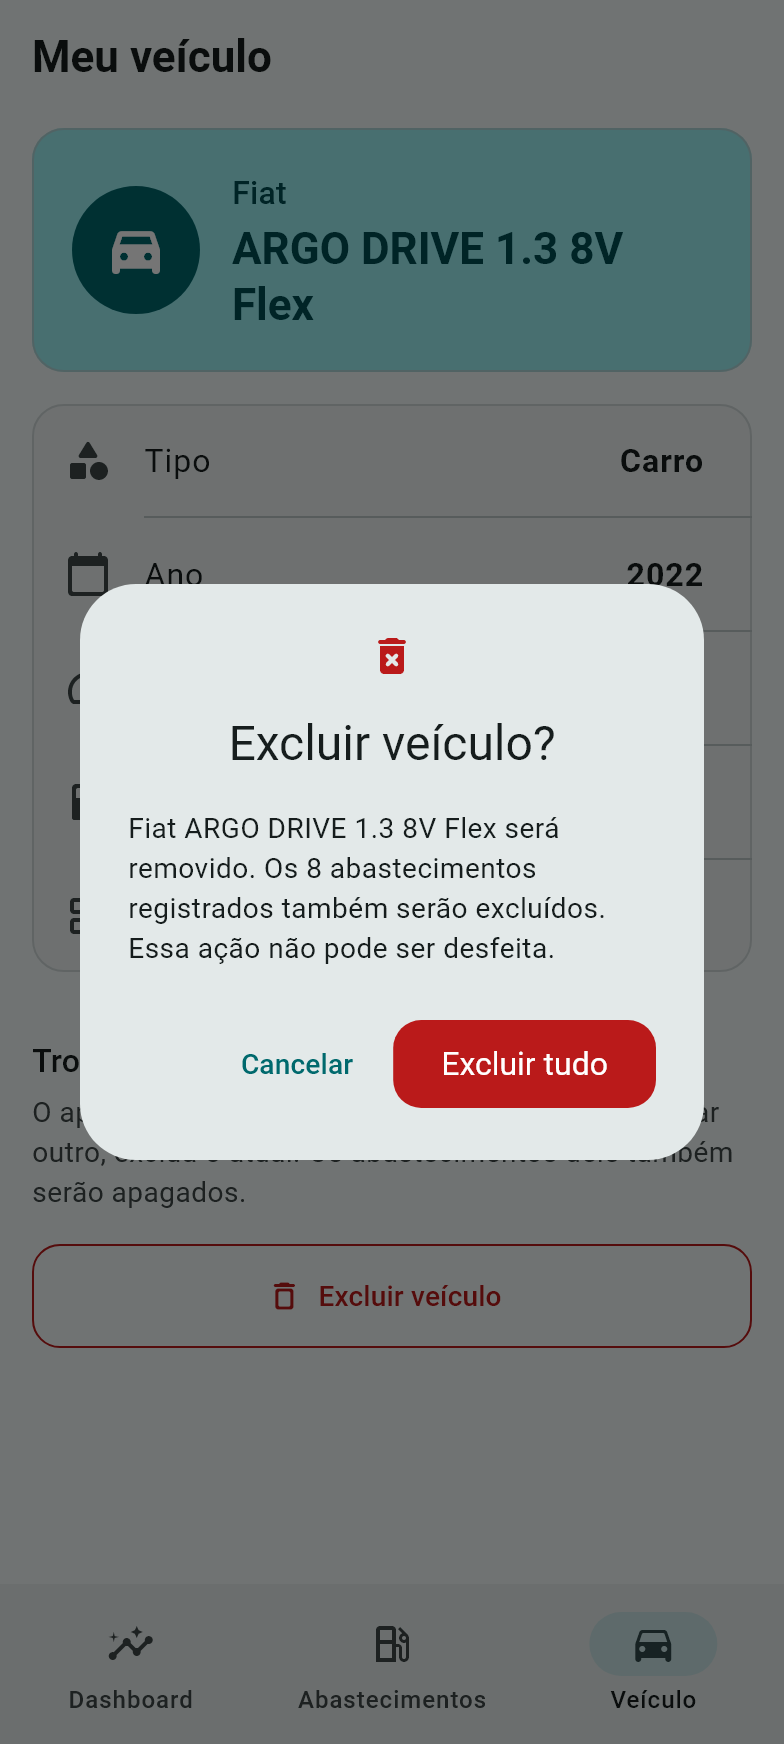 Meu veículo
Fiat
ARGO DRIVE 1.3 8V
Flex
Tipo
Carro
Ano
2022
Excluir veículo?
Fiat ARGO DRIVE 1.3 8V Flex será
removido. Os 8 abastecimentos
registrados também serão excluídos.
Essa ação não pode ser desfeita.
Cancelar
Excluir tudo
outro,
serão apagados.
Excluir veículo
Dashboard
Abastecimentos
Veículo